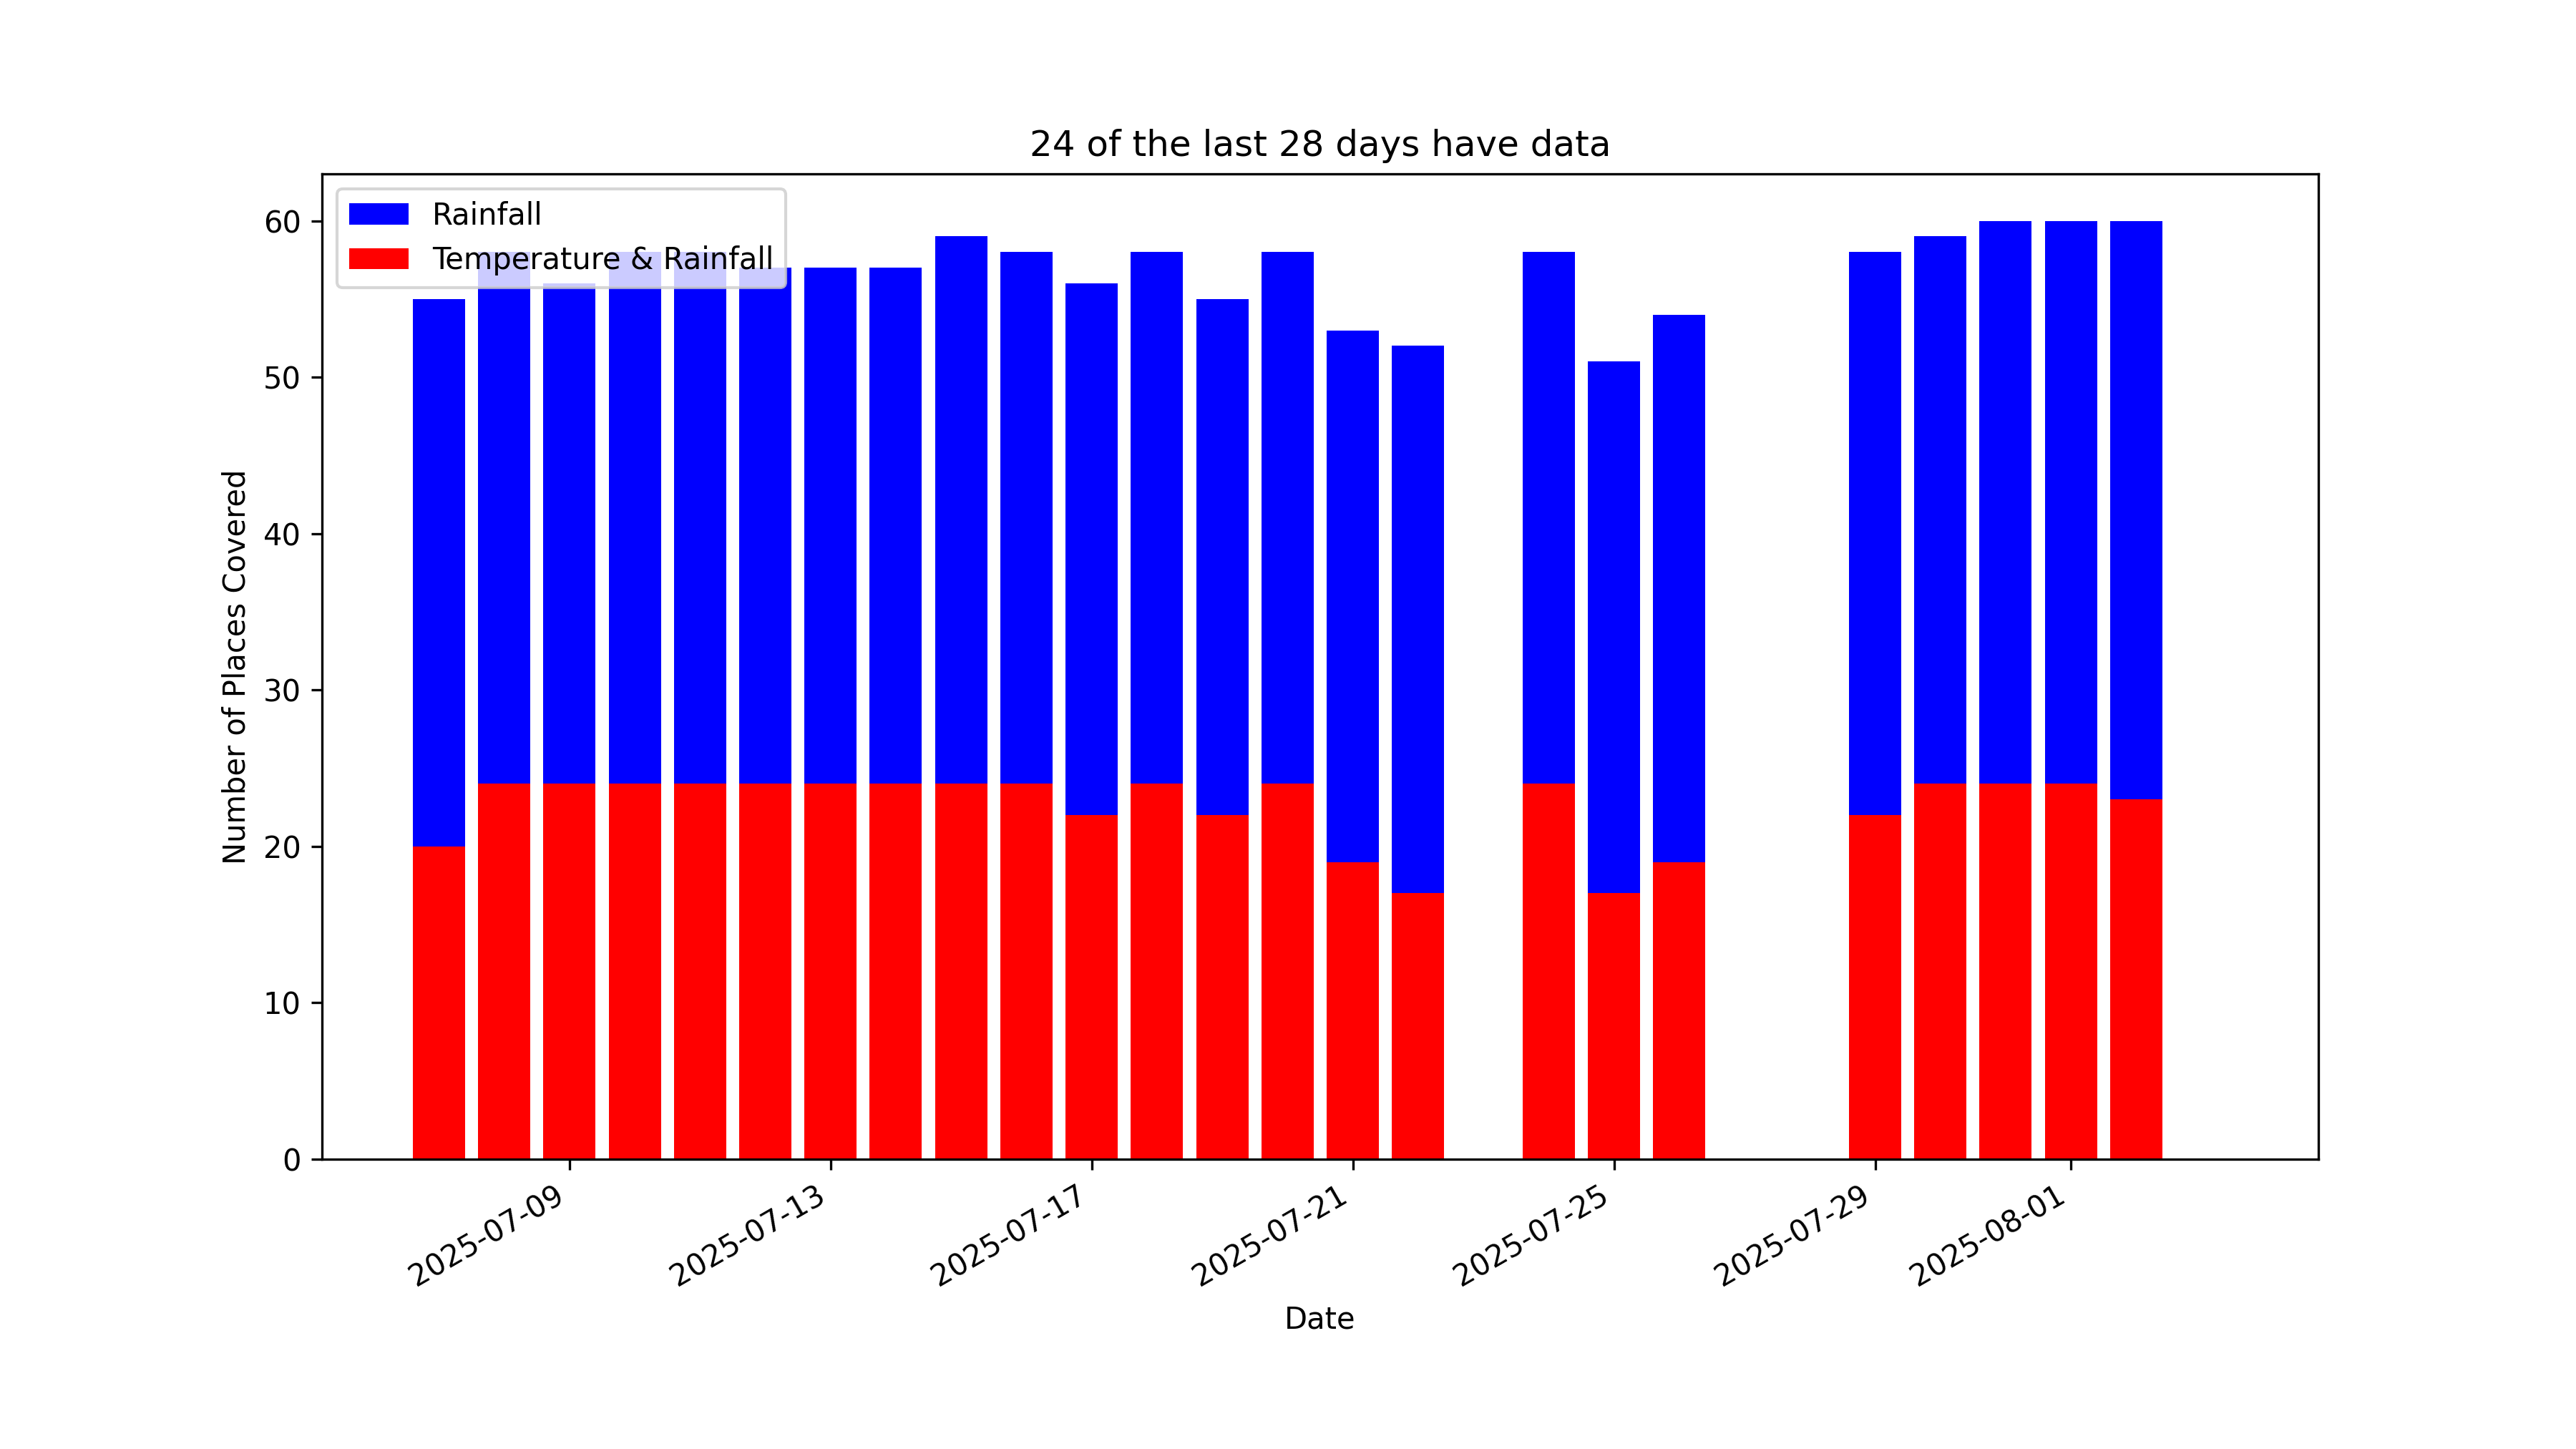 24 of the last 28 days have data
Rainfall
Temperature & Rainfall
Number of Places Covered
60
50
40
30
20
10
0
2025-07-09
2025-07-13
2025-07-17
2025-07-21
2025-07-25
2025-07-29
2025-08-01
Date